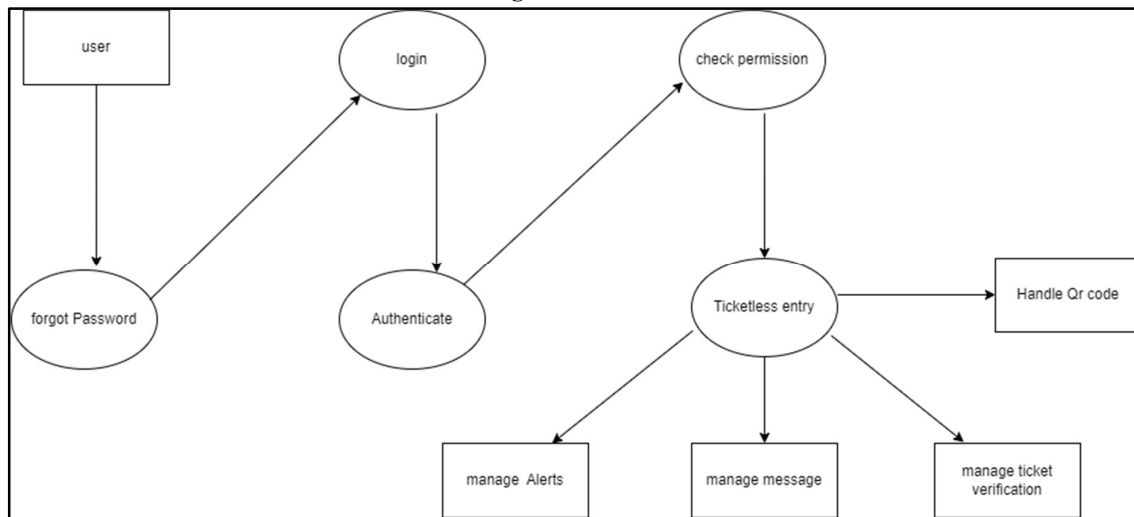 user
login
check permission
forgot Password
Authenticate
Ticketless entry
Handle Qr code
manage Alerts
manage message
manage ticket
verification